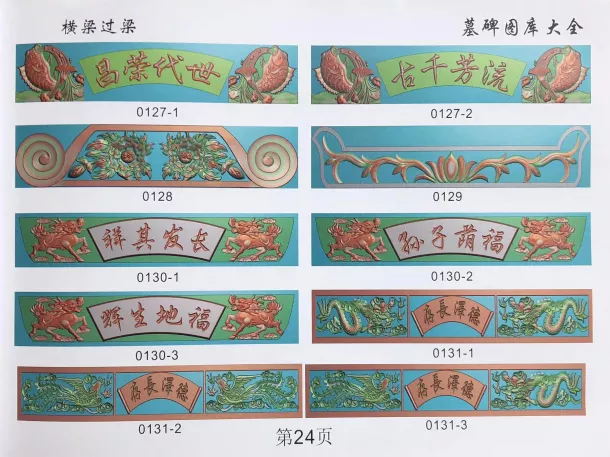 横梁过梁
墓碑图库大全
昌荣代世
0127-1
古千芳流
0127-2
0128
0129
祥其发长
0130-1
孙子荫福
0130-2
辉生地福
0130-3
長澤德
0131-1
長澤德
0131-2
長澤德
0131-3
第24页